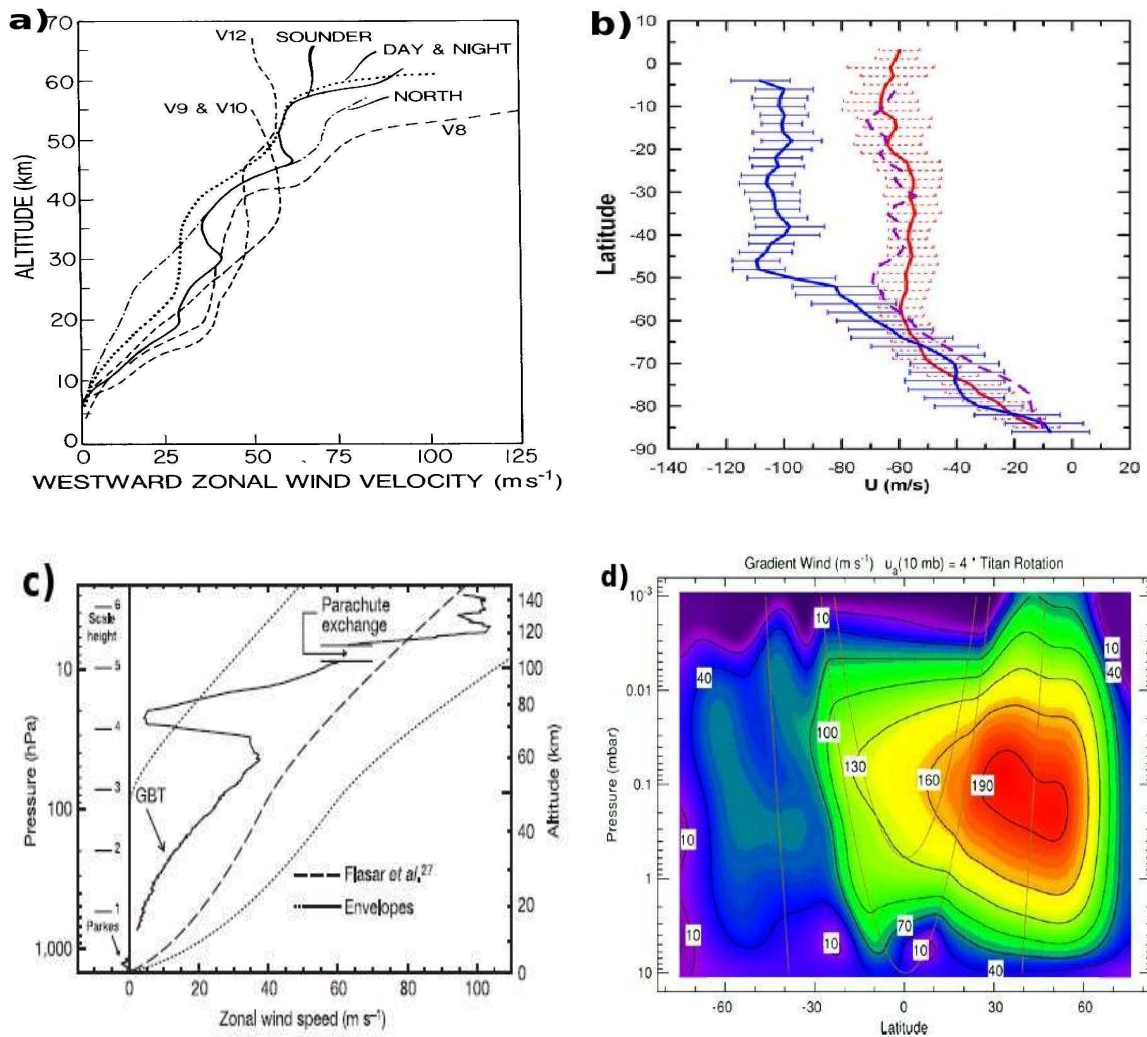 a)
70
60
50
40
30
20
10
0
ALTITUDE (km)
V12
SOUNDER
DAY & NIGHT
NORTH
V9 & V10
V8
0 25 50 75 100 125
WESTWARD ZONAL WIND VELOCITY (m s⁻¹)
b)
0
-10
-20
-30
-40
-50
-60
-70
-80
-90
Latitude
-140 -120 -100 -80 -60 -40 -20 0 20
U (m/s)
c)
Pressure (hPa)
10
100
1,000
6
Scale
height
5
4
3
2
1
Parkes
GBT
Parachute
exchange
Flasar et al.²⁷
Envelopes
140
120
100
80
60
40
20
0
Altitude (km)
0 20 40 60 80 100
Zonal wind speed (m s⁻¹)
d)
Gradient Wind (m s⁻¹) uₐ(10 mb) = 4 * Titan Rotation
10⁻³
0.01
0.1
1
10
Pressure (mbar)
10
10
40
40
100
130
160
190
40
10
70
10
10
10
40
-60 -30 0 30 60
Latitude